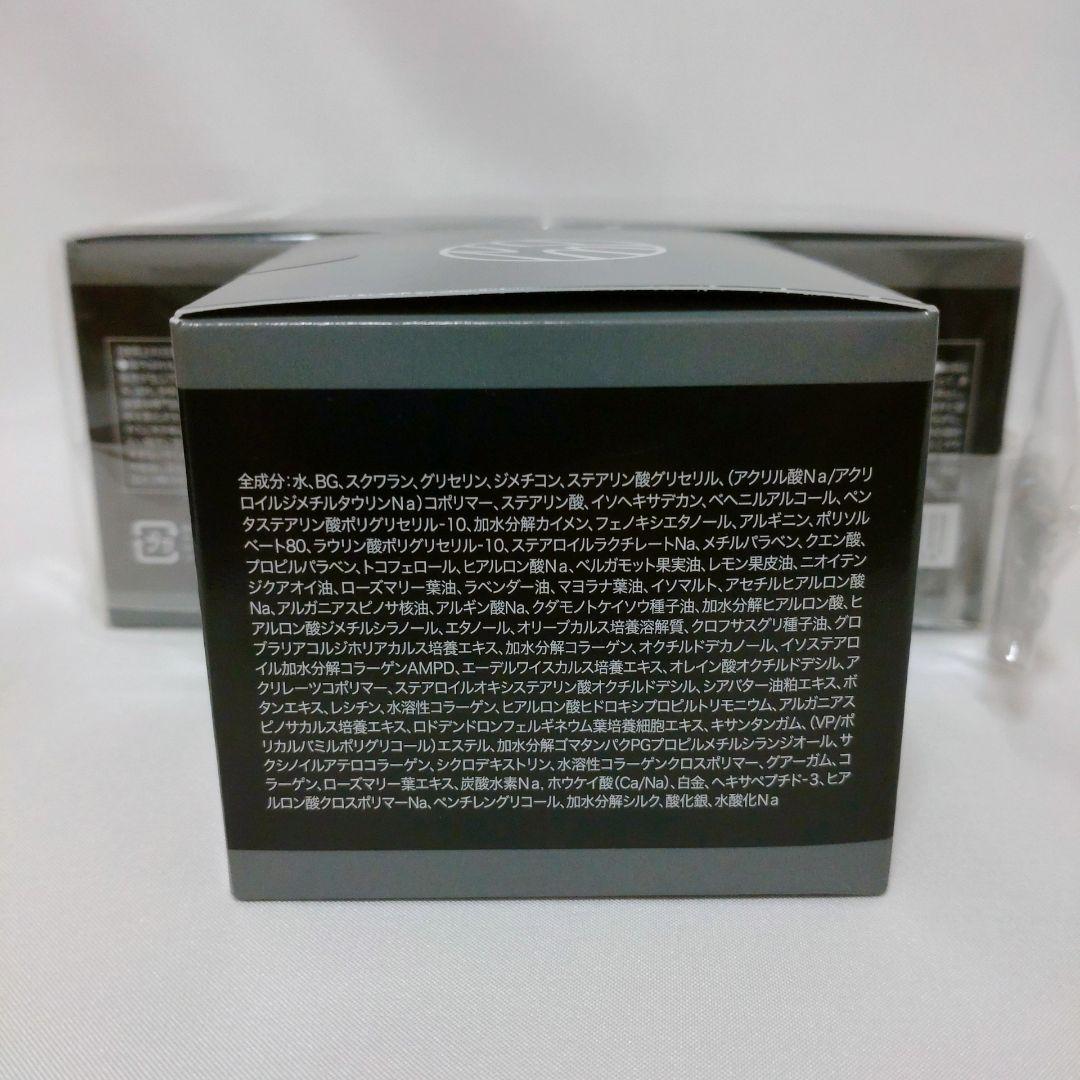 全成分：水、BG、スクワラン、グリセリン、ジメチコン、ステアリン酸グリセリル、（アクリル酸Na/アクリ
ロイルジメチルタウリンNa）コポリマー、ステアリン酸、イソヘキサデカン、ベヘニルアルコール、ペン
タステアリン酸ポリグリセリル-10、加水分解カイメン、フェノキシエタノール、アルギニン、ポリソル
ベート80、ラウリン酸ポリグリセリル-10、ステアロイルラクチレートNa、メチルパラベン、クエン酸、
プロピルパラベン、トコフェロール、ヒアルロン酸Na、ベルガモット果実油、レモン果皮油、ニオイテン
ジクアオイ油、ローズマリー葉油、ラベンダー油、マヨラナ葉油、イソマルト、アセチルヒアルロン酸
Na、アルガニアスピノサ核油、アルギン酸Na、クダモノトケイソウ種子油、加水分解ヒアルロン酸、ヒ
アルロン酸ジメチルシラノール、エタノール、オリーブカルス培養溶解質、クロフサスグリ種子油、グロ
ブラリアコルジホリアカルス培養エキス、加水分解コラーゲン、オクチルドデカノール、イソステアロ
イル加水分解コラーゲンAMPD、エーデルワイスカルス培養エキス、オレイン酸オクチルドデシル、ア
クリレーツコポリマー、ステアロイルオキシステアリン酸オクチルドデシル、シアバター油粕エキス、ボ
タンエキス、レシチン、水溶性コラーゲン、ヒアルロン酸ヒドロキシプロピルトリモニウム、アルガニアス
ピノサカルス培養エキス、ロドデンドロンフェルギネウム葉培養細胞エキス、キサンタンガム、（VP/ポ
リカルバミルポリグリコール）エステル、加水分解ゴマタンパクPGプロピルメチルシランジオール、サ
クシノイルアテロコラーゲン、シクロデキストリン、水溶性コラーゲンクロスポリマー、グアーガム、コ
ラーゲン、ローズマリー葉エキス、炭酸水素Na、ホウケイ酸（Ca/Na）、白金、ヘキサペプチド-3、ヒア
ルロン酸クロスポリマーNa、ペンチレングリコール、加水分解シルク、酸化銀、水酸化Na